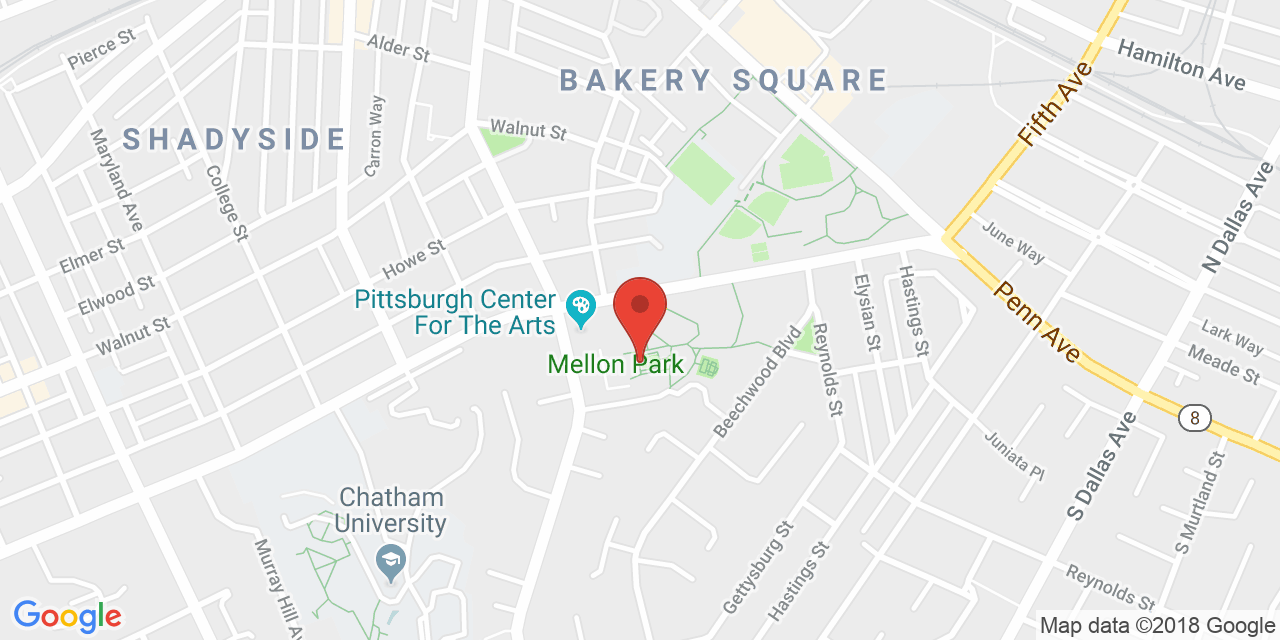 Pierce St
Alder St
Hamilton Ave
BAKERY SQUARE
Fifth Ave
SHADYSIDE
Carron Way
Walnut St
Maryland Ave
College St
N Dallas Ave
Elmer St
Howe St
June Way
Elwood St
Elysian St
Hastings St
Pittsburgh Center
For The Arts
Penn Ave
Walnut St
Lark Way
Meade St
Mellon Park
Beechwood Blvd
Reynolds St
8
S Dallas Ave
Juniata Pl
S Murtland St
Chatham
University
Gettysburg St
Hastings St
Murray Hill Av
Reynolds St
Google
Map data ©2018 Google